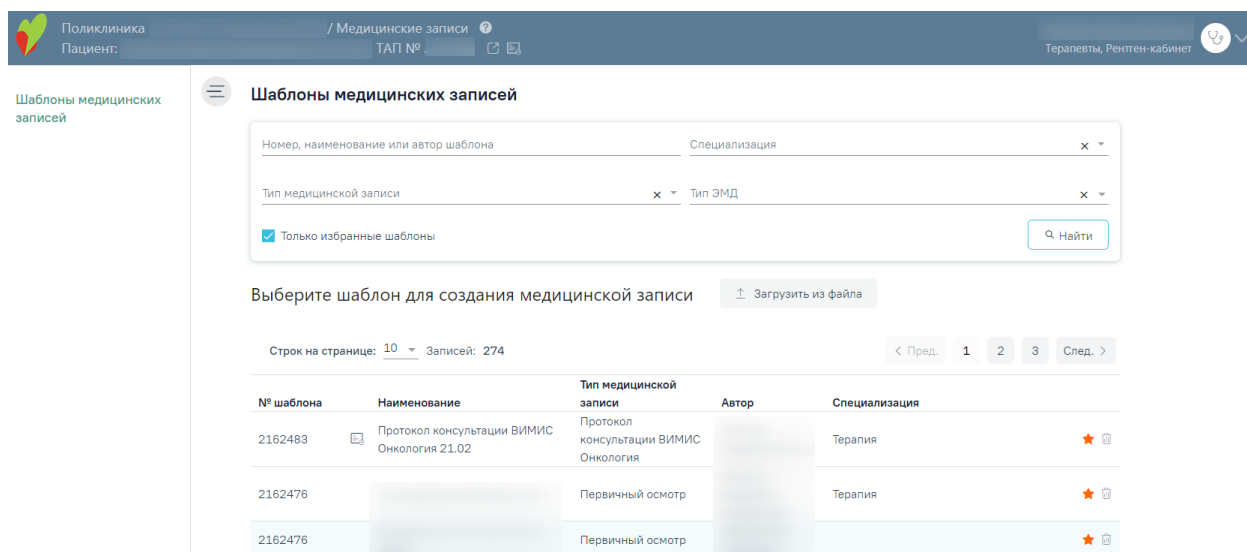 Поликлиника / Медицинские записи
Пациент: ТАП №
Терапевты, Рентген-кабинет
Шаблоны медицинских
записей
Шаблоны медицинских записей
Номер, наименование или автор шаблона
Специализация
Тип медицинской записи
Тип ЭМД
Только избранные шаблоны
Найти
Выберите шаблон для создания медицинской записи
Загрузить из файла
Строк на странице: 10 Записей: 274
Пред. 1 2 3 След.
№ шаблона Наименование Тип медицинской записи Автор Специализация
2162483 Протокол консультации ВИМИС Онкология 21.02 Протокол консультации ВИМИС Онкология Терапия
2162476 Первичный осмотр Терапия
2162476 Первичный осмотр